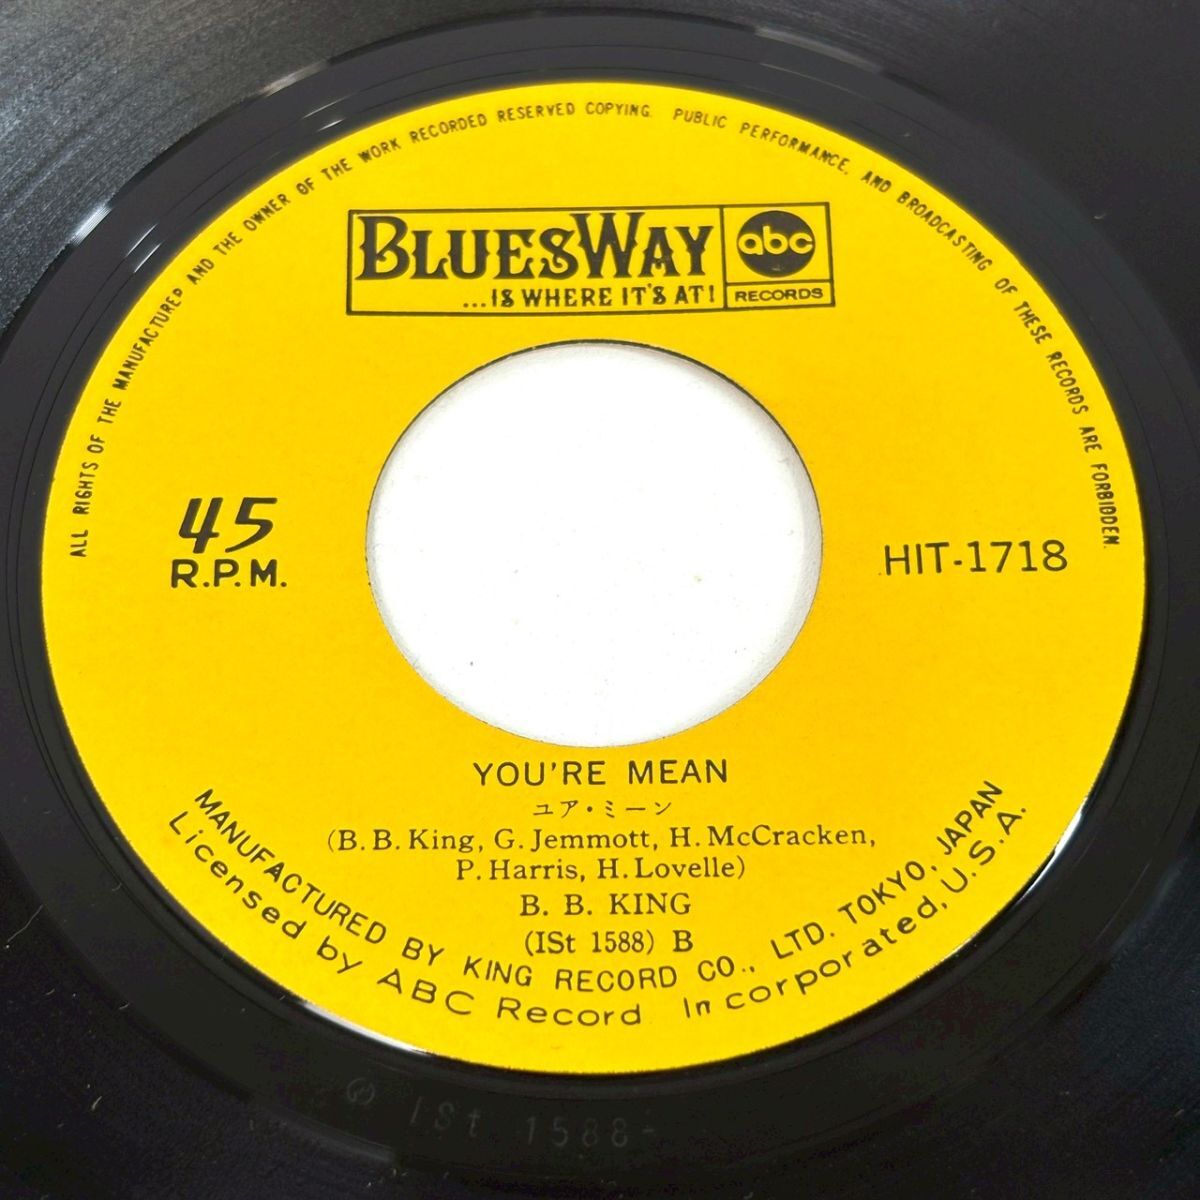 ALL RIGHTS OF THE MANUFACTURER AND THE OWNER OF THE WORK RECORDED RESERVED COPYING. PUBLIC PERFORMANCE, AND BROADCASTING OF THESE RECORDS ARE FORBIDDEN.
BLUESWAY
...IS WHERE IT'S AT!
abc
RECORDS
45
R.P.M.
HIT-1718
YOU'RE MEAN
ユア・ミーン
(B. B. King, G. Jemmott, H. McCracken,
P. Harris, H. Lovelle)
B. B. KING
(ISt 1588) B
MANUFACTURED BY KING RECORD CO., LTD. TOKYO, JAPAN
Licensed by ABC Record Incorporated, U.S.A.
ISt 1588-